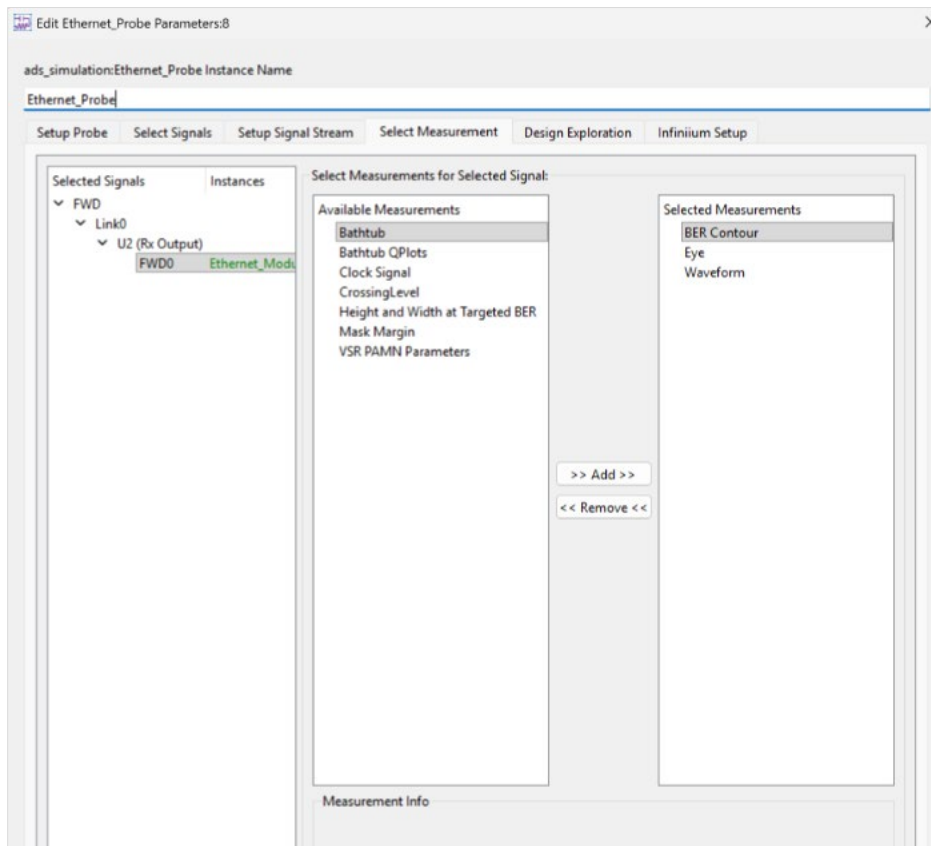 Edit Ethernet_Probe Parameters:8
ads_simulation:Ethernet_Probe Instance Name
Ethernet_Probe
Setup Probe Select Signals Setup Signal Stream Select Measurement Design Exploration Infiniium Setup
Selected Signals Instances
FWD
Link0
U2 (Rx Output)
FWD0 Ethernet_Modu
Select Measurements for Selected Signal:
Available Measurements
Bathtub
Bathtub QPlots
Clock Signal
CrossingLevel
Height and Width at Targeted BER
Mask Margin
VSR PAMN Parameters
>> Add >>
<< Remove <<
Selected Measurements
BER Contour
Eye
Waveform
Measurement Info